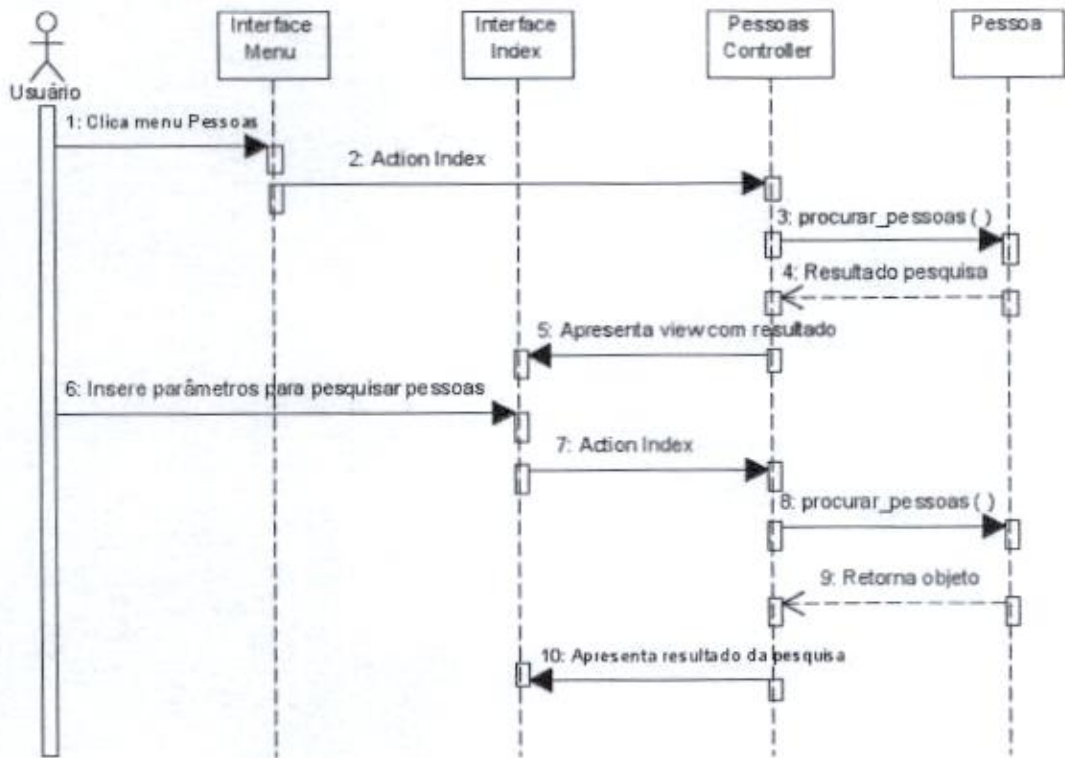 Usuário
Interface
Menu
Interface
Index
Pessoas
Controller
Pessoa
1: Clica menu Pessoas
2: Action Index
3: procurar_pessoas ( )
4: Resultado pesquisa
5: Apresenta view com resultado
6: Insere parâmetros para pesquisar pessoas
7: Action Index
8: procurar_pessoas ( )
9: Retorna objeto
10: Apresenta resultado da pesquisa